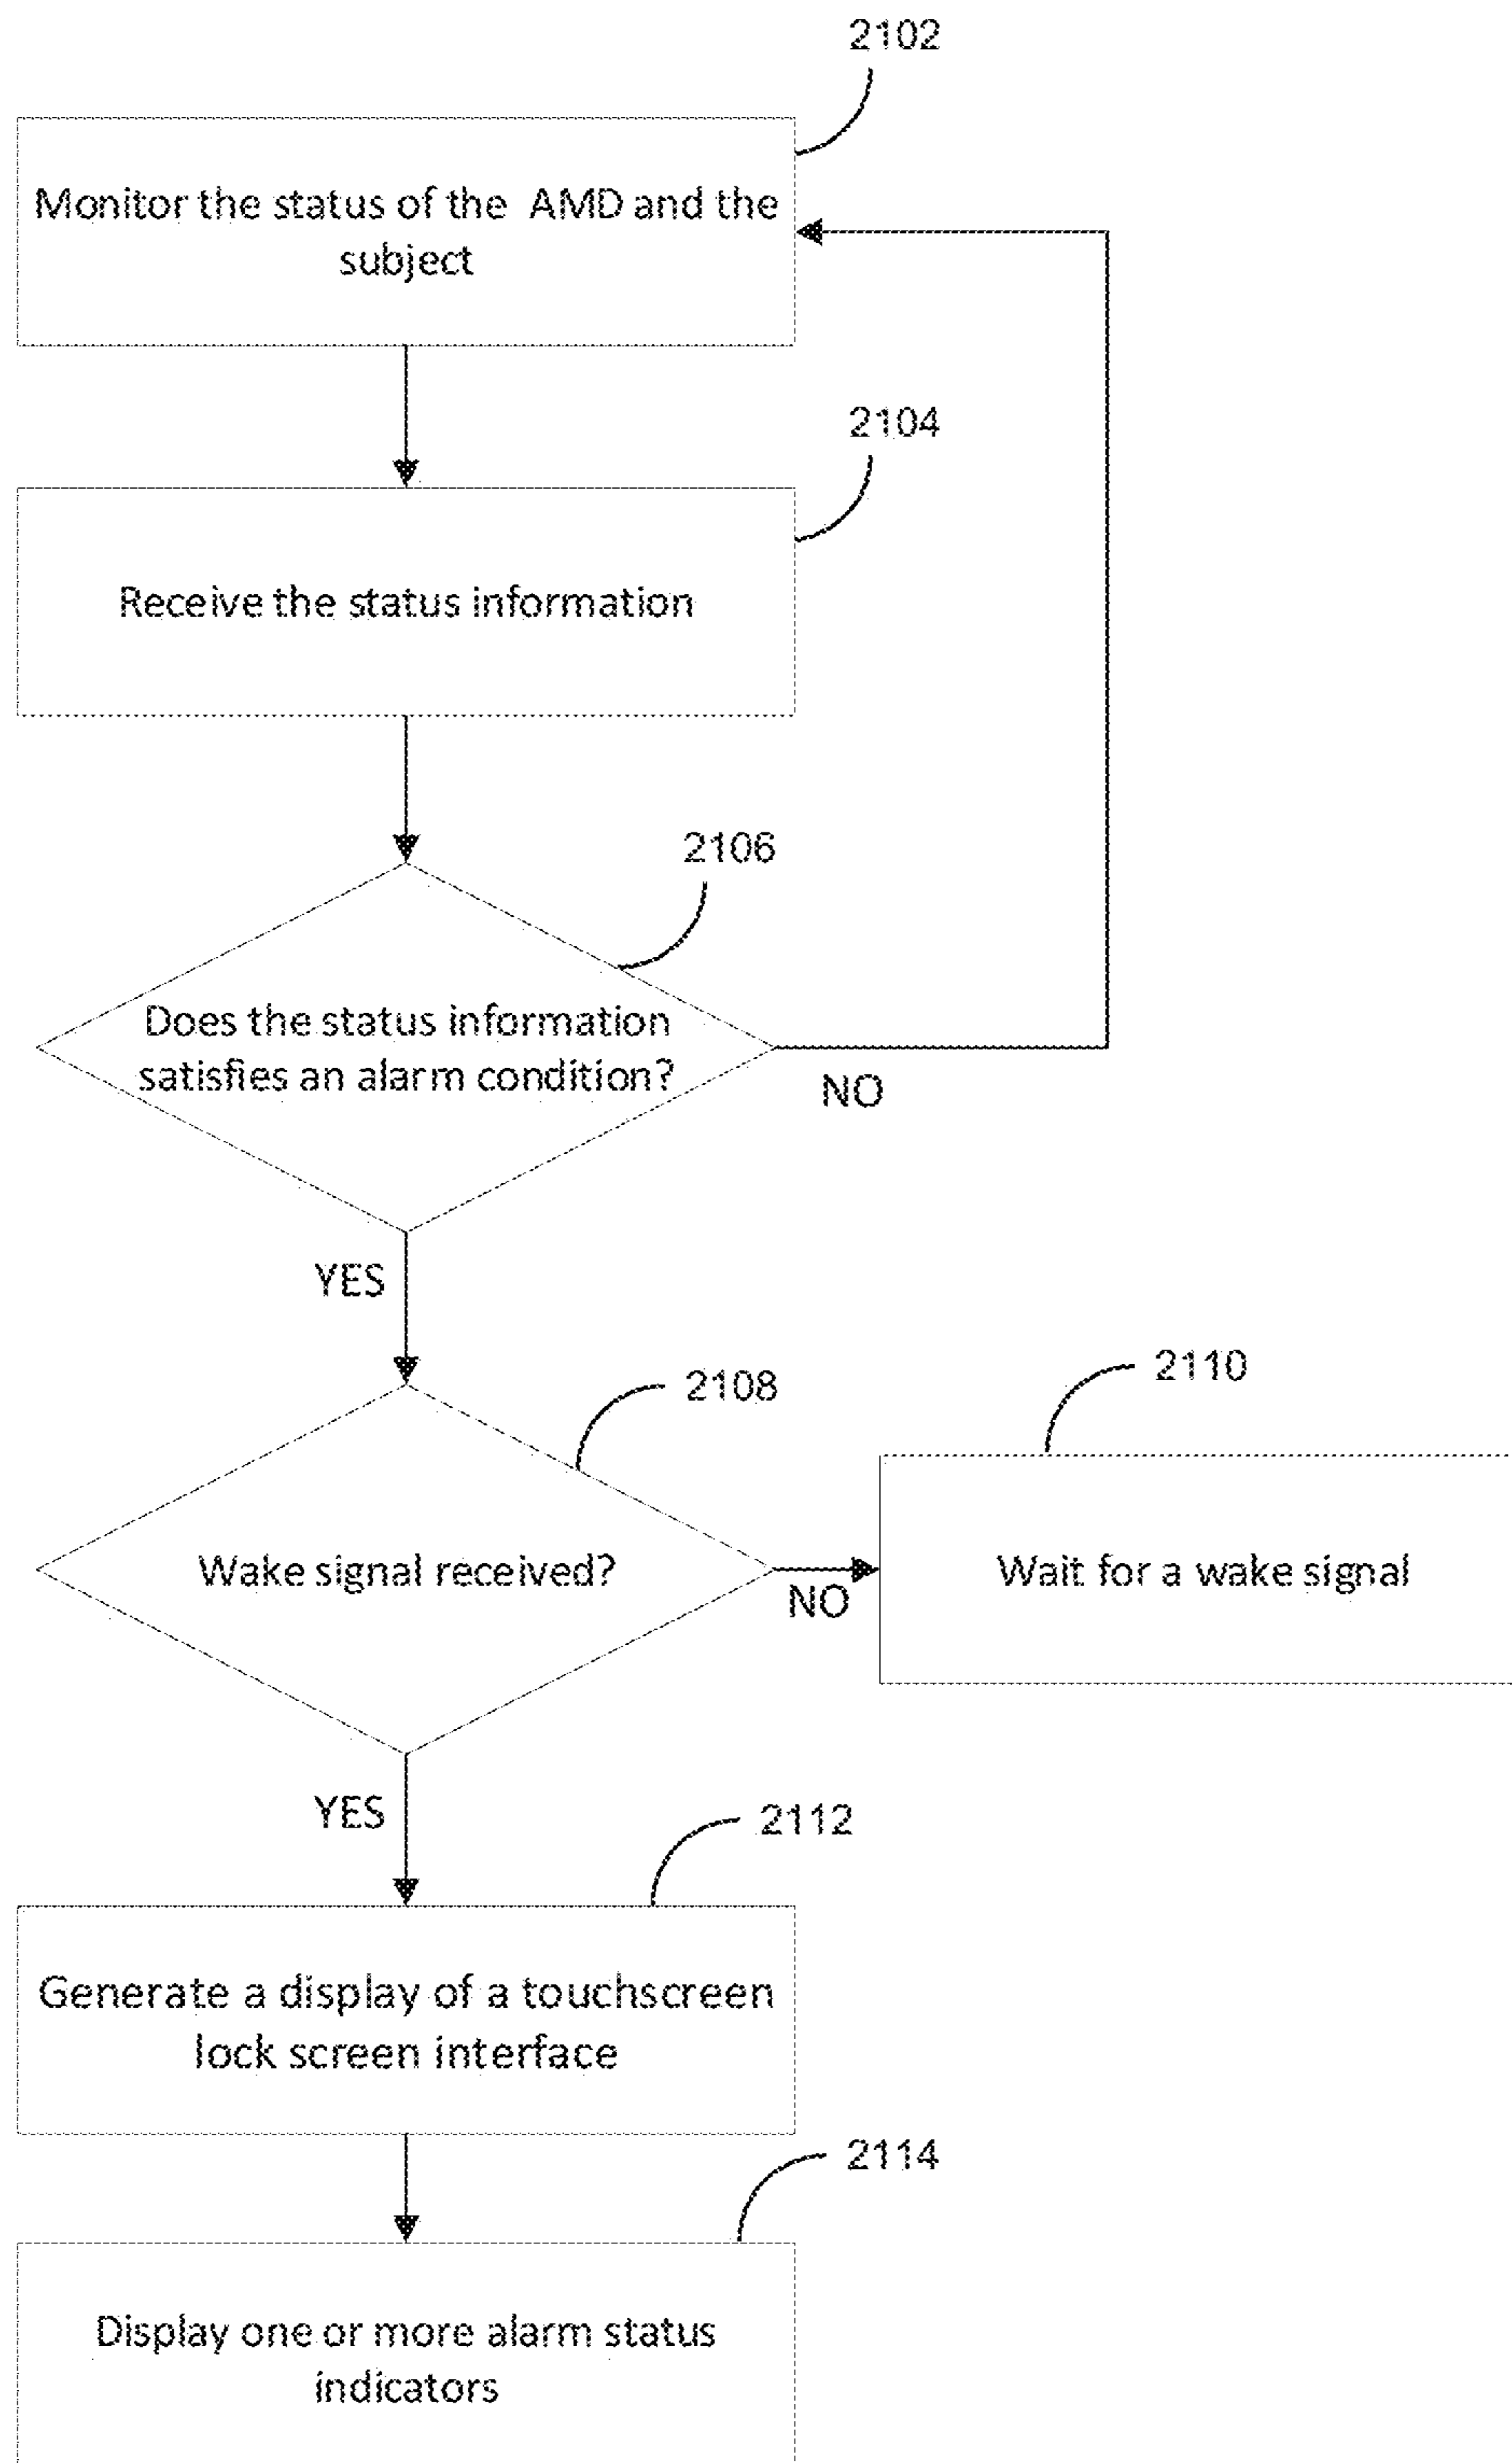 2102
Monitor the status of the AMD and the
subject
2104
Receive the status information
2106
Does the status information
satisfies an alarm condition?
NO
YES
2108
2110
Wake signal received?
NO
Wait for a wake signal
YES
2112
Generate a display of a touchscreen
lock screen interface
2114
Display one or more alarm status
indicators